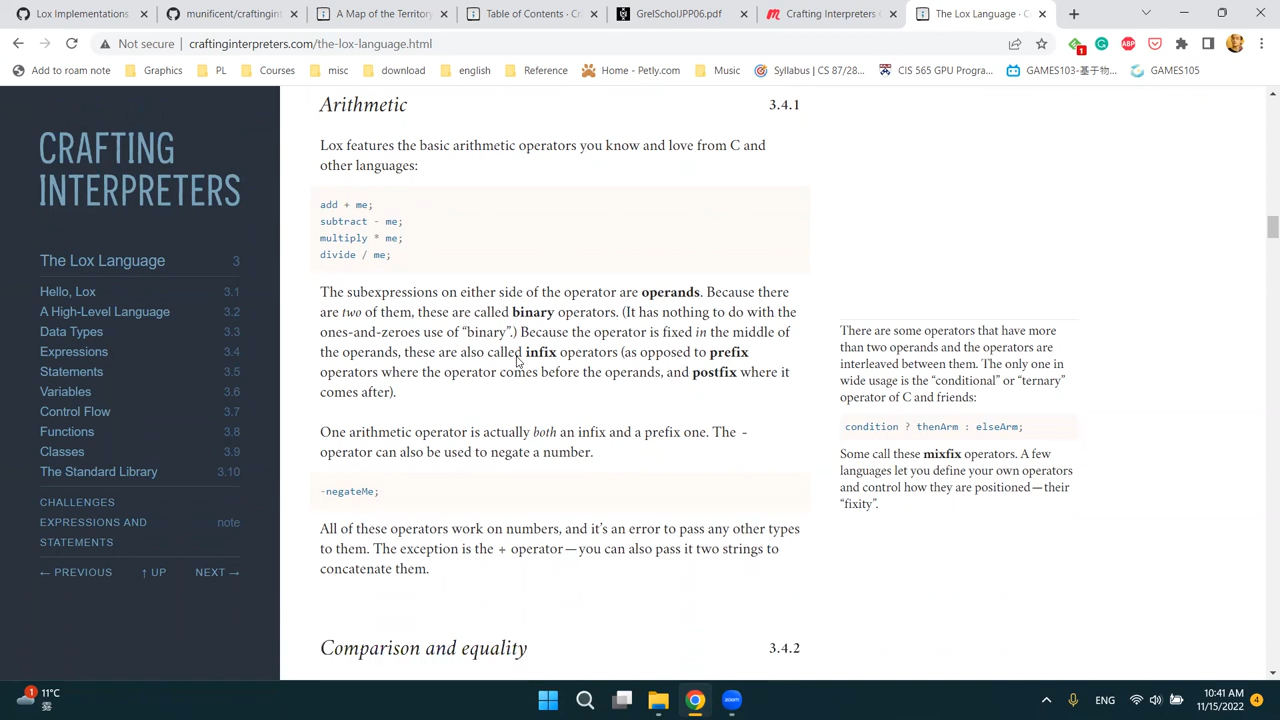 Lox Implementations
munificent/craftingint
A Map of the Territory
Table of Contents · Cr
GrelSchoUPP06.pdf
Crafting Interpreters C
The Lox Language · C
Not secure
craftinginterpreters.com/the-lox-language.html
1
ABP
Add to roam note
Graphics
PL
Courses
misc
download
english
Reference
Home - Petly.com
Music
Syllabus | CS 87/28...
CIS 565 GPU Progra...
GAMES103-基于物...
GAMES105
CRAFTING
INTERPRETERS
The Lox Language 3
Hello, Lox 3.1
A High-Level Language 3.2
Data Types 3.3
Expressions 3.4
Statements 3.5
Variables 3.6
Control Flow 3.7
Functions 3.8
Classes 3.9
The Standard Library 3.10
CHALLENGES
EXPRESSIONS AND note
STATEMENTS
← PREVIOUS ↑ UP NEXT →
Arithmetic 3.4.1
Lox features the basic arithmetic operators you know and love from C and
other languages:
add + me;
subtract - me;
multiply * me;
divide / me;
The subexpressions on either side of the operator are operands. Because there
are two of them, these are called binary operators. (It has nothing to do with the
ones-and-zeroes use of “binary”.) Because the operator is fixed in the middle of
the operands, these are also called infix operators (as opposed to prefix
operators where the operator comes before the operands, and postfix where it
comes after).
One arithmetic operator is actually both an infix and a prefix one. The -
operator can also be used to negate a number.
-negateMe;
All of these operators work on numbers, and it’s an error to pass any other types
to them. The exception is the + operator—you can also pass it two strings to
concatenate them.
Comparison and equality 3.4.2
There are some operators that have more
than two operands and the operators are
interleaved between them. The only one in
wide usage is the “conditional” or “ternary”
operator of C and friends:
condition ? thenArm : elseArm;
Some call these mixfix operators. A few
languages let you define your own operators
and control how they are positioned—their
“fixity”.
1
11°C
雾
zoom
ENG
10:41 AM
11/15/2022
4